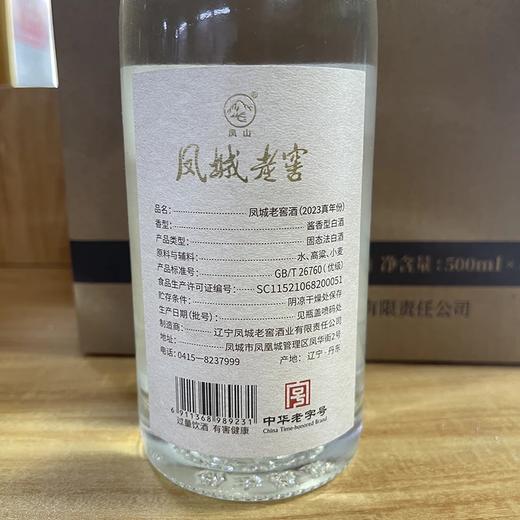 ®
凤山
凤城老窖
品名：凤城老窖酒(2023真年份)
香型：酱香型白酒
产品类型：固态法白酒
原料与辅料：水、高粱、小麦
产品标准号：GB/T 26760(优级)
食品生产许可证编号：SC11521068200051
贮存条件：阴凉干燥处保存
生产日期(批号)：见瓶盖喷码处
制造商：辽宁凤城老窖酒业有限责任公司
地址：凤城市凤凰城管理区凤华街2号
电话：0415-8237999 产地：辽宁·丹东
6 911368 989231
过量饮酒 有害健康
中华老字号
China Time-honored Brand
净含量：500ml×
有限责任公司